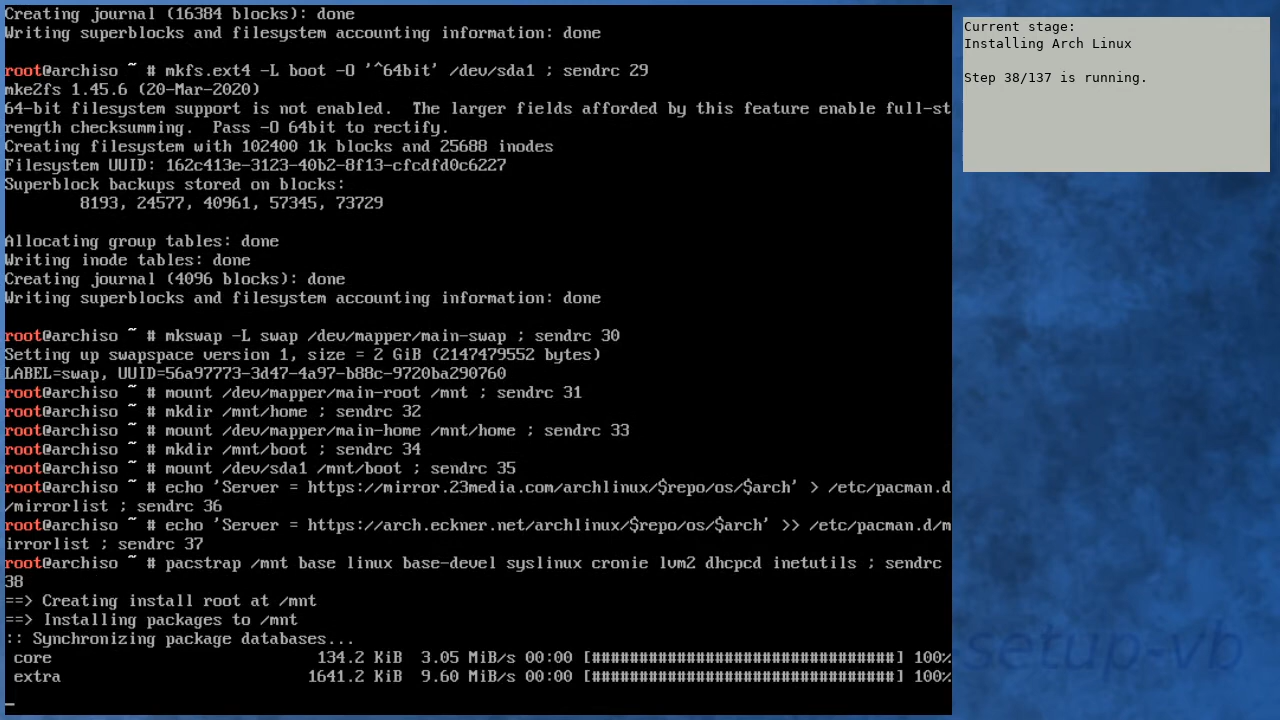 Creating journal (16384 blocks): done
Writing superblocks and filesystem accounting information: done
root@archiso ~ # mkfs.ext4 -L boot -O '^64bit' /dev/sda1 ; sendrc 29
mke2fs 1.45.6 (20-Mar-2020)
64-bit filesystem support is not enabled.  The larger fields afforded by this feature enable full-st
rength checksumming.  Pass -O 64bit to rectify.
Creating filesystem with 102400 1k blocks and 25688 inodes
Filesystem UUID: 162c413e-3123-40b2-8f13-cfcdfd0c6227
Superblock backups stored on blocks:
        8193, 24577, 40961, 57345, 73729
Allocating group tables: done
Writing inode tables: done
Creating journal (4096 blocks): done
Writing superblocks and filesystem accounting information: done
root@archiso ~ # mkswap -L swap /dev/mapper/main-swap ; sendrc 30
Setting up swapspace version 1, size = 2 GiB (2147479552 bytes)
LABEL=swap, UUID=56a97773-3d47-4a97-b88c-9720ba290760
root@archiso ~ # mount /dev/mapper/main-root /mnt ; sendrc 31
root@archiso ~ # mkdir /mnt/home ; sendrc 32
root@archiso ~ # mount /dev/mapper/main-home /mnt/home ; sendrc 33
root@archiso ~ # mkdir /mnt/boot ; sendrc 34
root@archiso ~ # mount /dev/sda1 /mnt/boot ; sendrc 35
root@archiso ~ # echo 'Server = https://mirror.23media.com/archlinux/$repo/os/$arch' > /etc/pacman.d
/mirrorlist ; sendrc 36
root@archiso ~ # echo 'Server = https://arch.eckner.net/archlinux/$repo/os/$arch' >> /etc/pacman.d/m
irrorlist ; sendrc 37
root@archiso ~ # pacstrap /mnt base linux base-devel syslinux cronie lvm2 dhcpcd inetutils ; sendrc
38
==> Creating install root at /mnt
==> Installing packages to /mnt
:: Synchronizing package databases...
 core                            134.2 KiB  3.05 MiB/s 00:00 [################################] 100%
 extra                          1641.2 KiB  9.60 MiB/s 00:00 [################################] 100%
Current stage:
Installing Arch Linux
Step 38/137 is running.
setup-vb